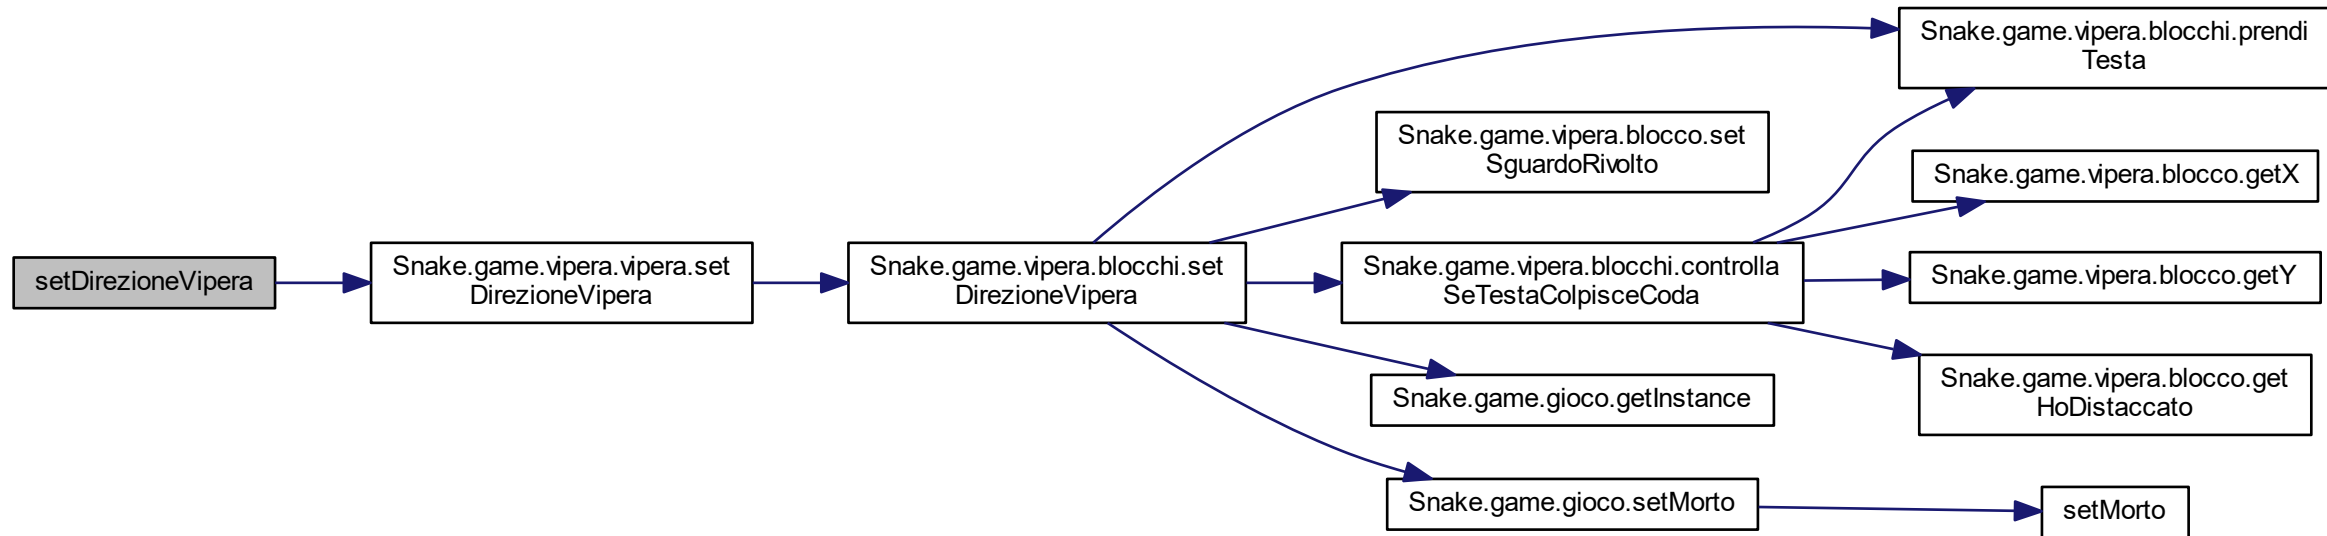 setDirezioneVipera
Snake.game.vipera.vipera.set
DirezioneVipera
Snake.game.vipera.blocchi.set
DirezioneVipera
Snake.game.vipera.blocchi.prendi
Testa
Snake.game.vipera.blocco.set
SguardoRivolto
Snake.game.vipera.blocchi.controlla
SeTestaColpisceCoda
Snake.game.vipera.blocco.getX
Snake.game.vipera.blocco.getY
Snake.game.vipera.blocco.get
HoDistaccato
Snake.game.gioco.getInstance
Snake.game.gioco.setMorto
setMorto